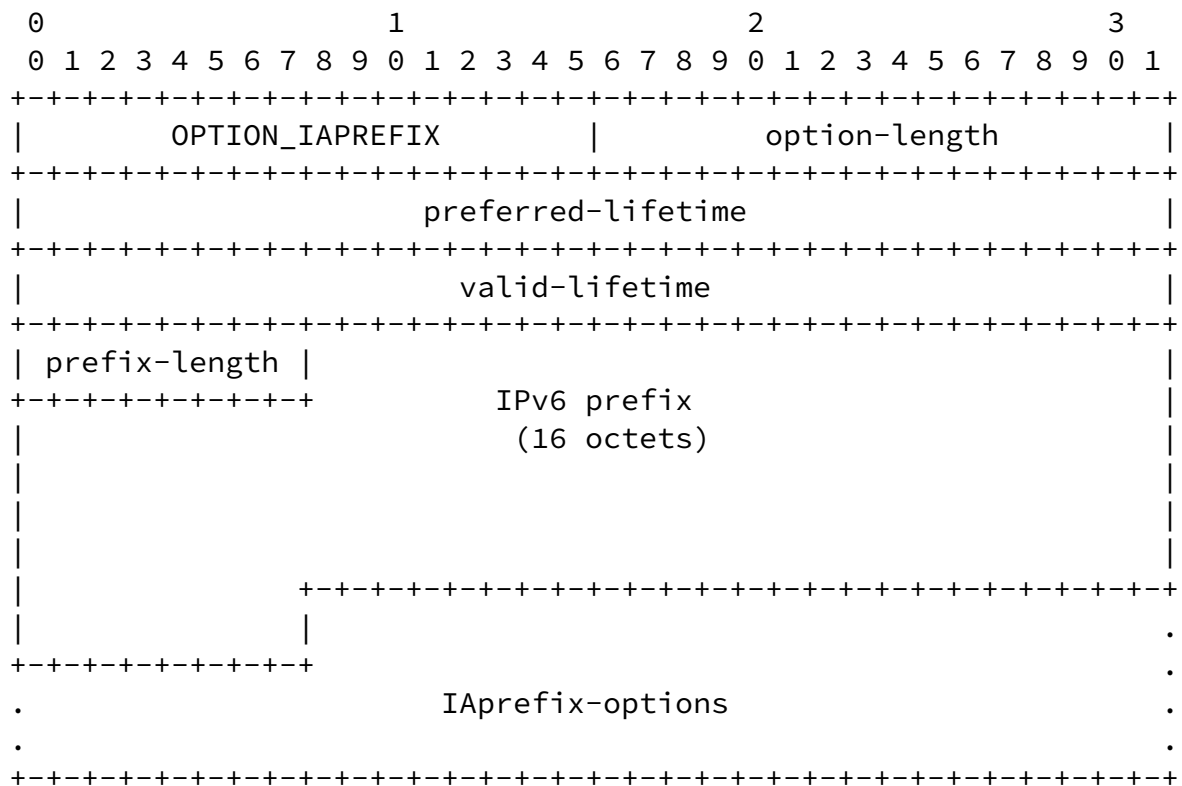 0                   1                   2                   3
0 1 2 3 4 5 6 7 8 9 0 1 2 3 4 5 6 7 8 9 0 1 2 3 4 5 6 7 8 9 0 1
+-+-+-+-+-+-+-+-+-+-+-+-+-+-+-+-+-+-+-+-+-+-+-+-+-+-+-+-+-+-+-+-+
|        OPTION_IAPREFIX        |         option-length         |
+-+-+-+-+-+-+-+-+-+-+-+-+-+-+-+-+-+-+-+-+-+-+-+-+-+-+-+-+-+-+-+-+
|                      preferred-lifetime                       |
+-+-+-+-+-+-+-+-+-+-+-+-+-+-+-+-+-+-+-+-+-+-+-+-+-+-+-+-+-+-+-+-+
|                        valid-lifetime                         |
+-+-+-+-+-+-+-+-+-+-+-+-+-+-+-+-+-+-+-+-+-+-+-+-+-+-+-+-+-+-+-+-+
| prefix-length |                                               |
+-+-+-+-+-+-+-+-+          IPv6 prefix                          |
|                           (16 octets)                         |
|                                                               |
|                                                               |
|                                                               |
|               +-+-+-+-+-+-+-+-+-+-+-+-+-+-+-+-+-+-+-+-+-+-+-+-+
|               |                                               .
+-+-+-+-+-+-+-+-+                                               .
.                       IAprefix-options                        .
.                                                               .
+-+-+-+-+-+-+-+-+-+-+-+-+-+-+-+-+-+-+-+-+-+-+-+-+-+-+-+-+-+-+-+-+